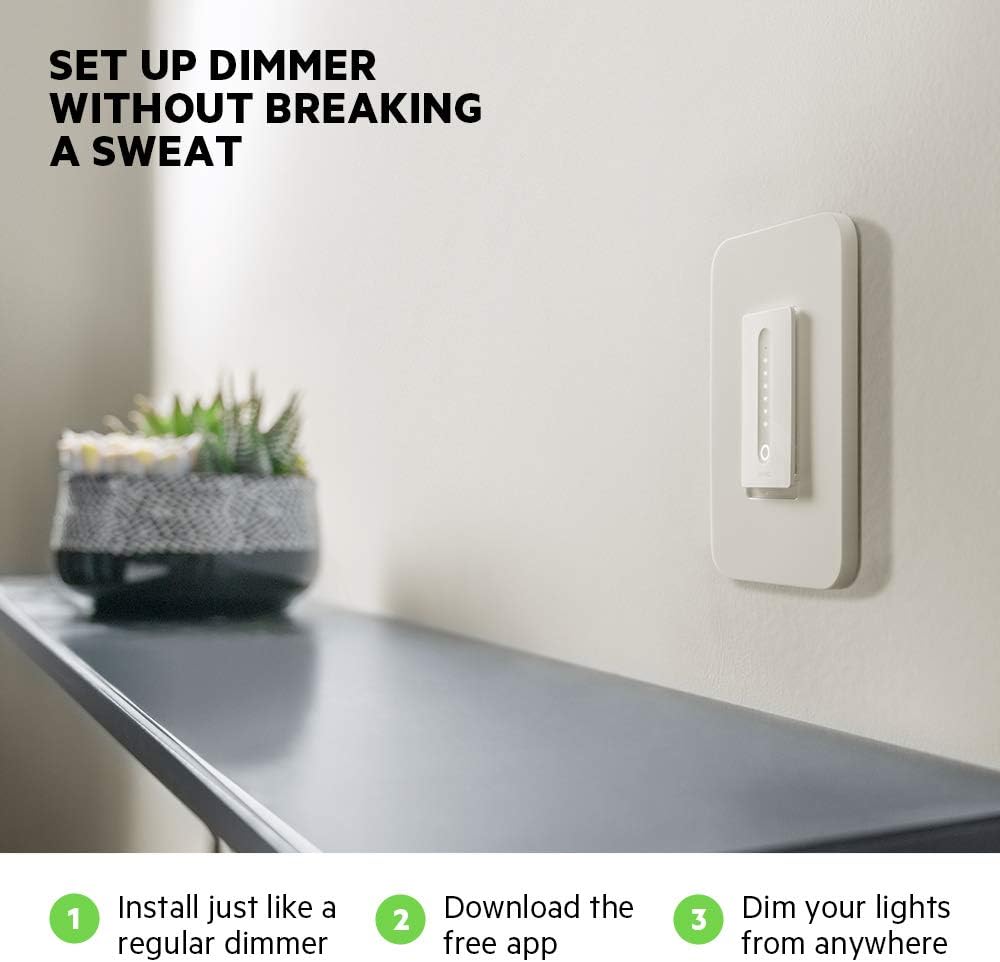 SET UP DIMMER
WITHOUT BREAKING
A SWEAT
1 Install just like a
regular dimmer
2 Download the
free app
3 Dim your lights
from anywhere